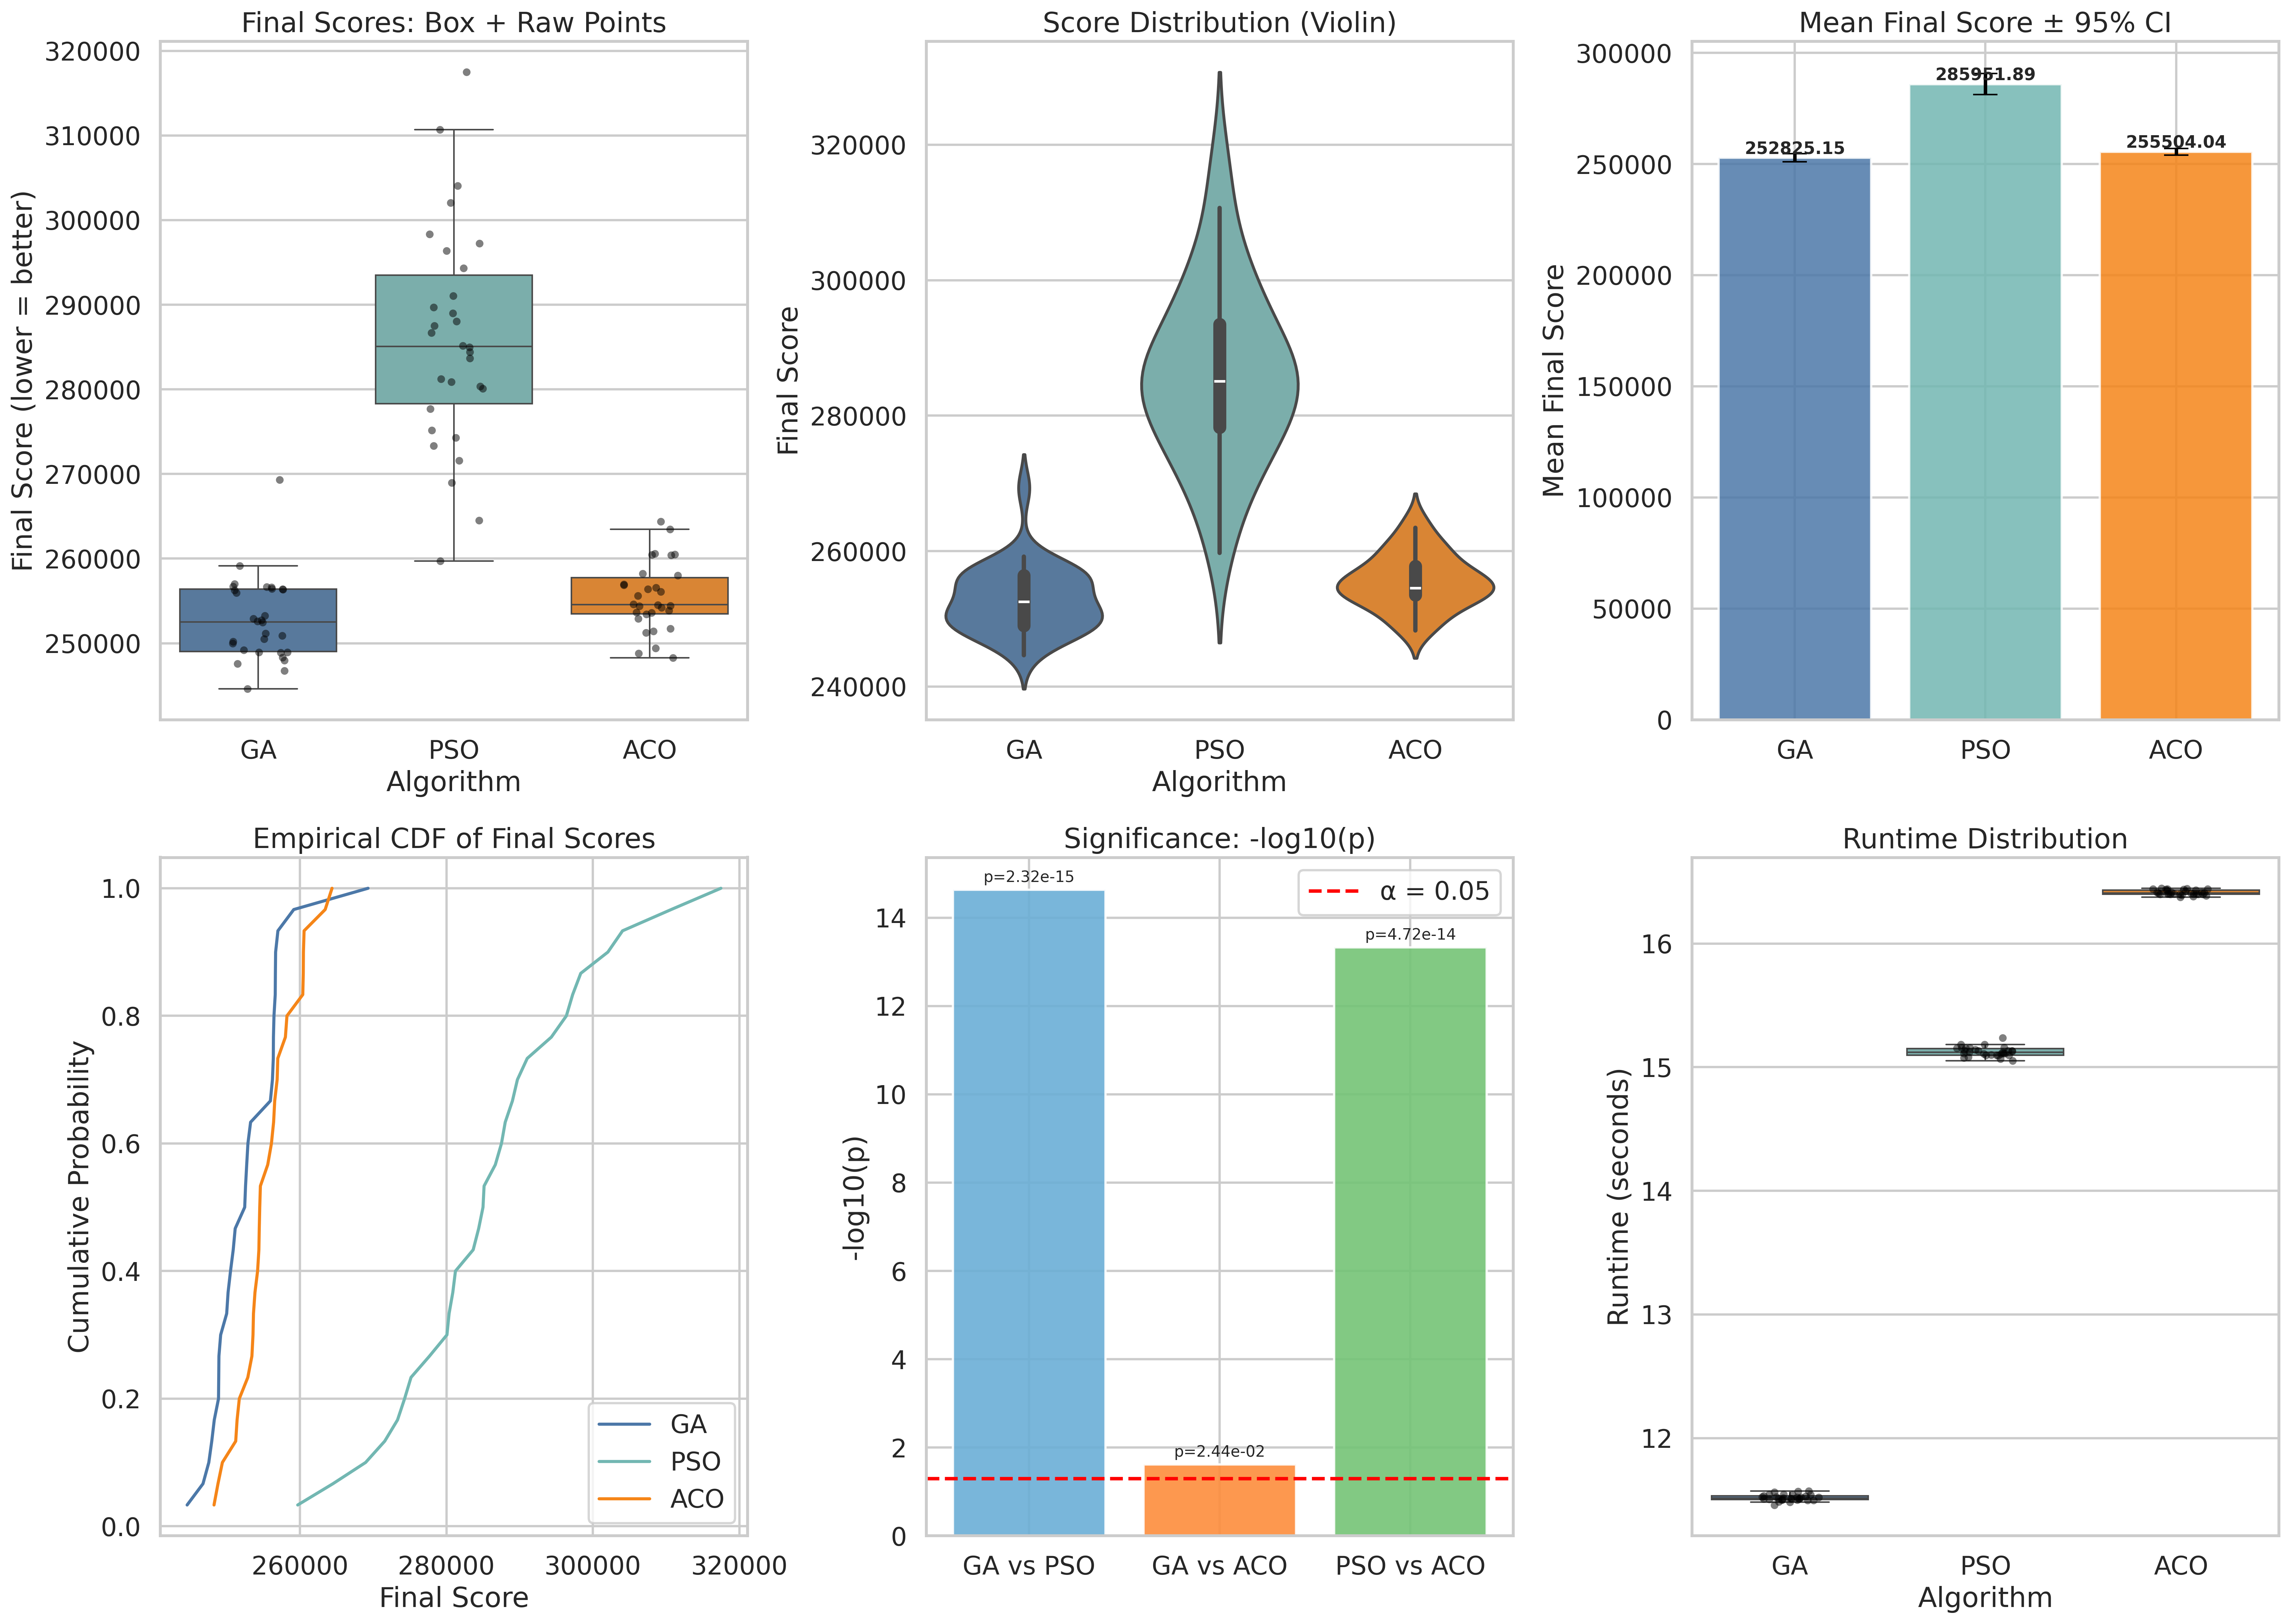 Final Scores: Box + Raw Points
Final Score (lower = better)
320000
310000
300000
290000
280000
270000
260000
250000
GA
PSO
ACO
Algorithm
Score Distribution (Violin)
Final Score
320000
300000
280000
260000
240000
GA
PSO
ACO
Algorithm
Mean Final Score ± 95% CI
Mean Final Score
300000
250000
200000
150000
100000
50000
0
252825.15
285951.89
255504.04
GA
PSO
ACO
Empirical CDF of Final Scores
Cumulative Probability
1.0
0.8
0.6
0.4
0.2
0.0
GA
PSO
ACO
260000
280000
300000
320000
Final Score
Significance: -log10(p)
-log10(p)
14
12
10
8
6
4
2
0
p=2.32e-15
α = 0.05
p=4.72e-14
p=2.44e-02
GA vs PSO
GA vs ACO
PSO vs ACO
Runtime Distribution
Runtime (seconds)
16
15
14
13
12
GA
PSO
ACO
Algorithm